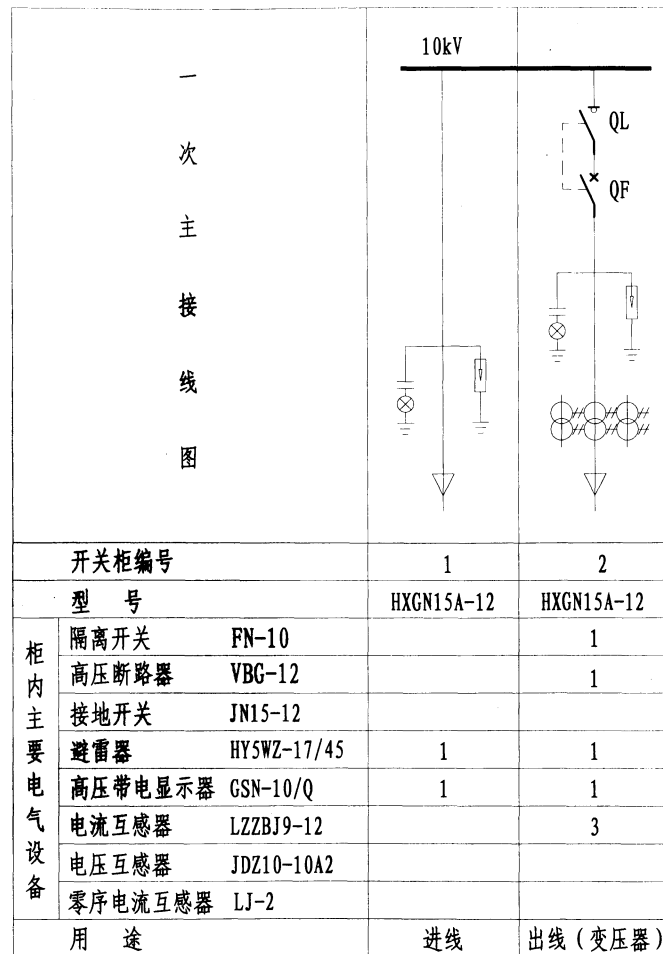 10kV
QL
QF
一次主接线图
开关柜编号 1 2
型 号 HXGN15A-12 HXGN15A-12
柜内主要电气设备
隔离开关 FN-10 1
高压断路器 VBG-12 1
接地开关 JN15-12
避雷器 HY5WZ-17/45 1 1
高压带电显示器 GSN-10/Q 1 1
电流互感器 LZZBJ9-12 3
电压互感器 JDZ10-10A2
零序电流互感器 LJ-2
用 途 进线 出线(变压器)